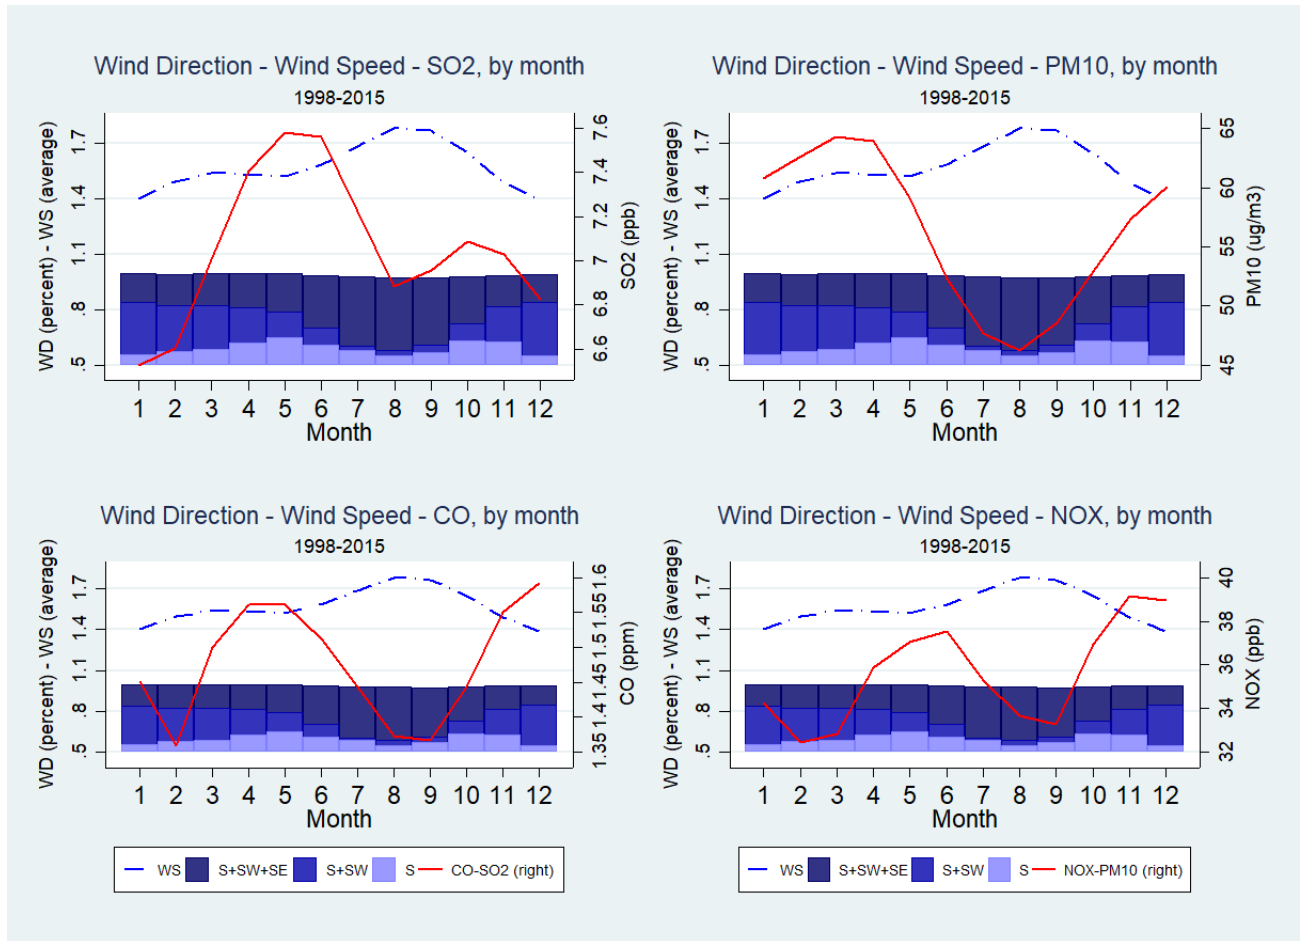 Wind Direction - Wind Speed - SO2, by month
1998-2015
WD (percent) - WS (average)
.5 .8 1.1 1.4 1.7
6.6 6.8 7 7.2 7.4 7.6
SO2 (ppb)
1 2 3 4 5 6 7 8 9 10 11 12
Month
Wind Direction - Wind Speed - PM10, by month
1998-2015
WD (percent) - WS (average)
.5 .8 1.1 1.4 1.7
45 50 55 60 65
PM10 (ug/m3)
1 2 3 4 5 6 7 8 9 10 11 12
Month
Wind Direction - Wind Speed - CO, by month
1998-2015
WD (percent) - WS (average)
.5 .8 1.1 1.4 1.7
1.35 1.4 1.45 1.5 1.55 1.6
CO (ppm)
1 2 3 4 5 6 7 8 9 10 11 12
Month
Wind Direction - Wind Speed - NOX, by month
1998-2015
WD (percent) - WS (average)
.5 .8 1.1 1.4 1.7
32 34 36 38 40
NOX (ppb)
1 2 3 4 5 6 7 8 9 10 11 12
Month
WS S+SW+SE S+SW S CO-SO2 (right)
WS S+SW+SE S+SW S NOX-PM10 (right)